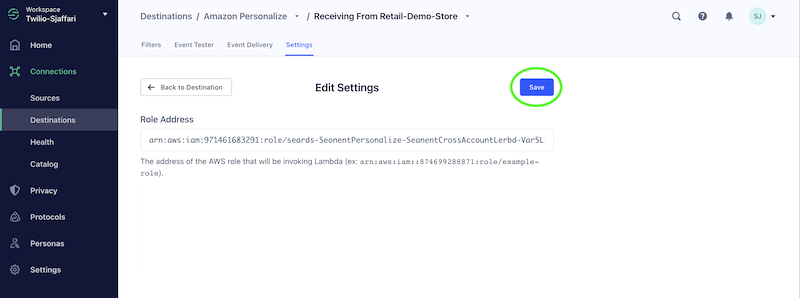 Workspace
Twilio-Sjaffari
Destinations / Amazon Personalize / Receiving From Retail-Demo-Store
SJ
Filters Event Tester Event Delivery Settings
Home
Connections
Sources
Destinations
Health
Catalog
Privacy
Protocols
Personas
Settings
Back to Destination
Edit Settings
Save
Role Address
arn:aws:iam:971461683291:role/seards-SeonentPersonalize-SeanentCrossAccountLerbd-VarSL
The address of the AWS role that will be invoking Lambda (ex: arn:aws:iam::874699288871:role/example-
role).